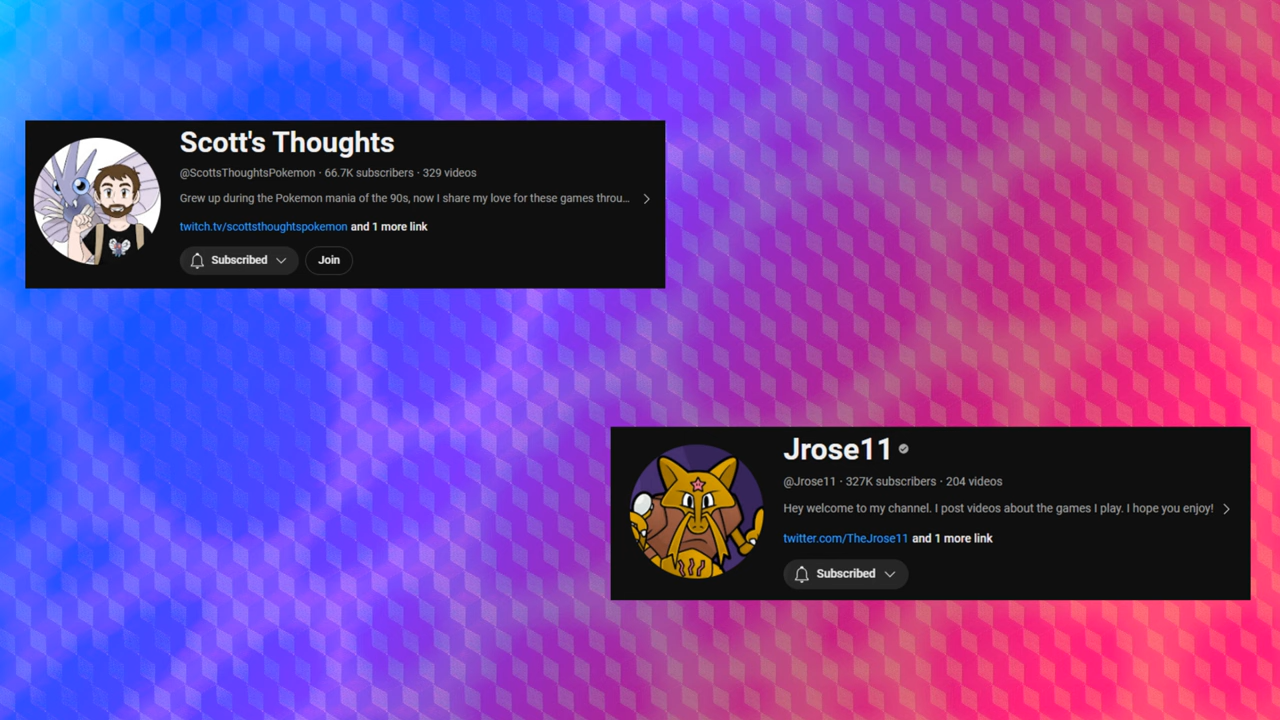 Scott's Thoughts
@ScottsThoughtsPokemon · 66.7K subscribers · 329 videos
Grew up during the Pokemon mania of the 90s, now I share my love for these games throu...
twitch.tv/scottsthoughtspokemon and 1 more link
Subscribed Join
Jrose11
@Jrose11 · 327K subscribers · 204 videos
Hey welcome to my channel. I post videos about the games I play. I hope you enjoy!
twitter.com/TheJrose11 and 1 more link
Subscribed